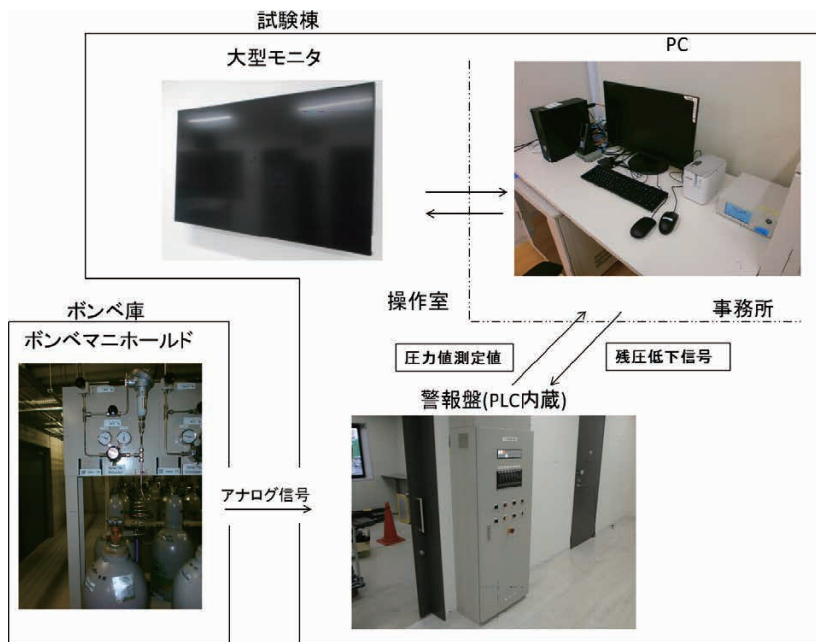 試験棟
大型モニタ
PC
操作室
事務所
ボンベ庫
ボンベマニホールド
圧力値測定値
残圧低下信号
警報盤(PLC内蔵)
アナログ信号